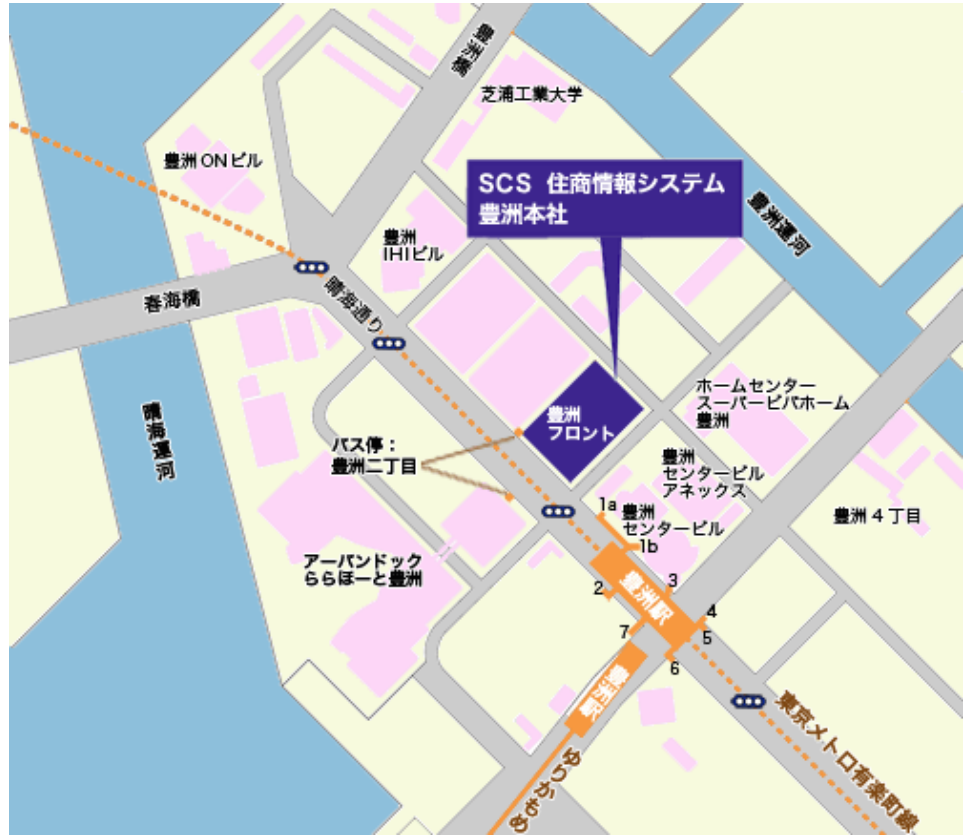 豊洲橋
芝浦工業大学
豊洲ONビル
SCS 住商情報システム
豊洲本社
豊洲運河
豊洲
IHIビル
春海橋
晴海通り
晴海運河
ホームセンター
スーパービバホーム
豊洲
豊洲
フロント
バス停：
豊洲二丁目
豊洲
センタービル
アネックス
1a
豊洲
センタービル
1b
豊洲4丁目
アーバンドック
ららぽーと豊洲
2
豊洲駅
3
4
5
6
7
豊洲駅
ゆりかもめ
東京メトロ有楽町線